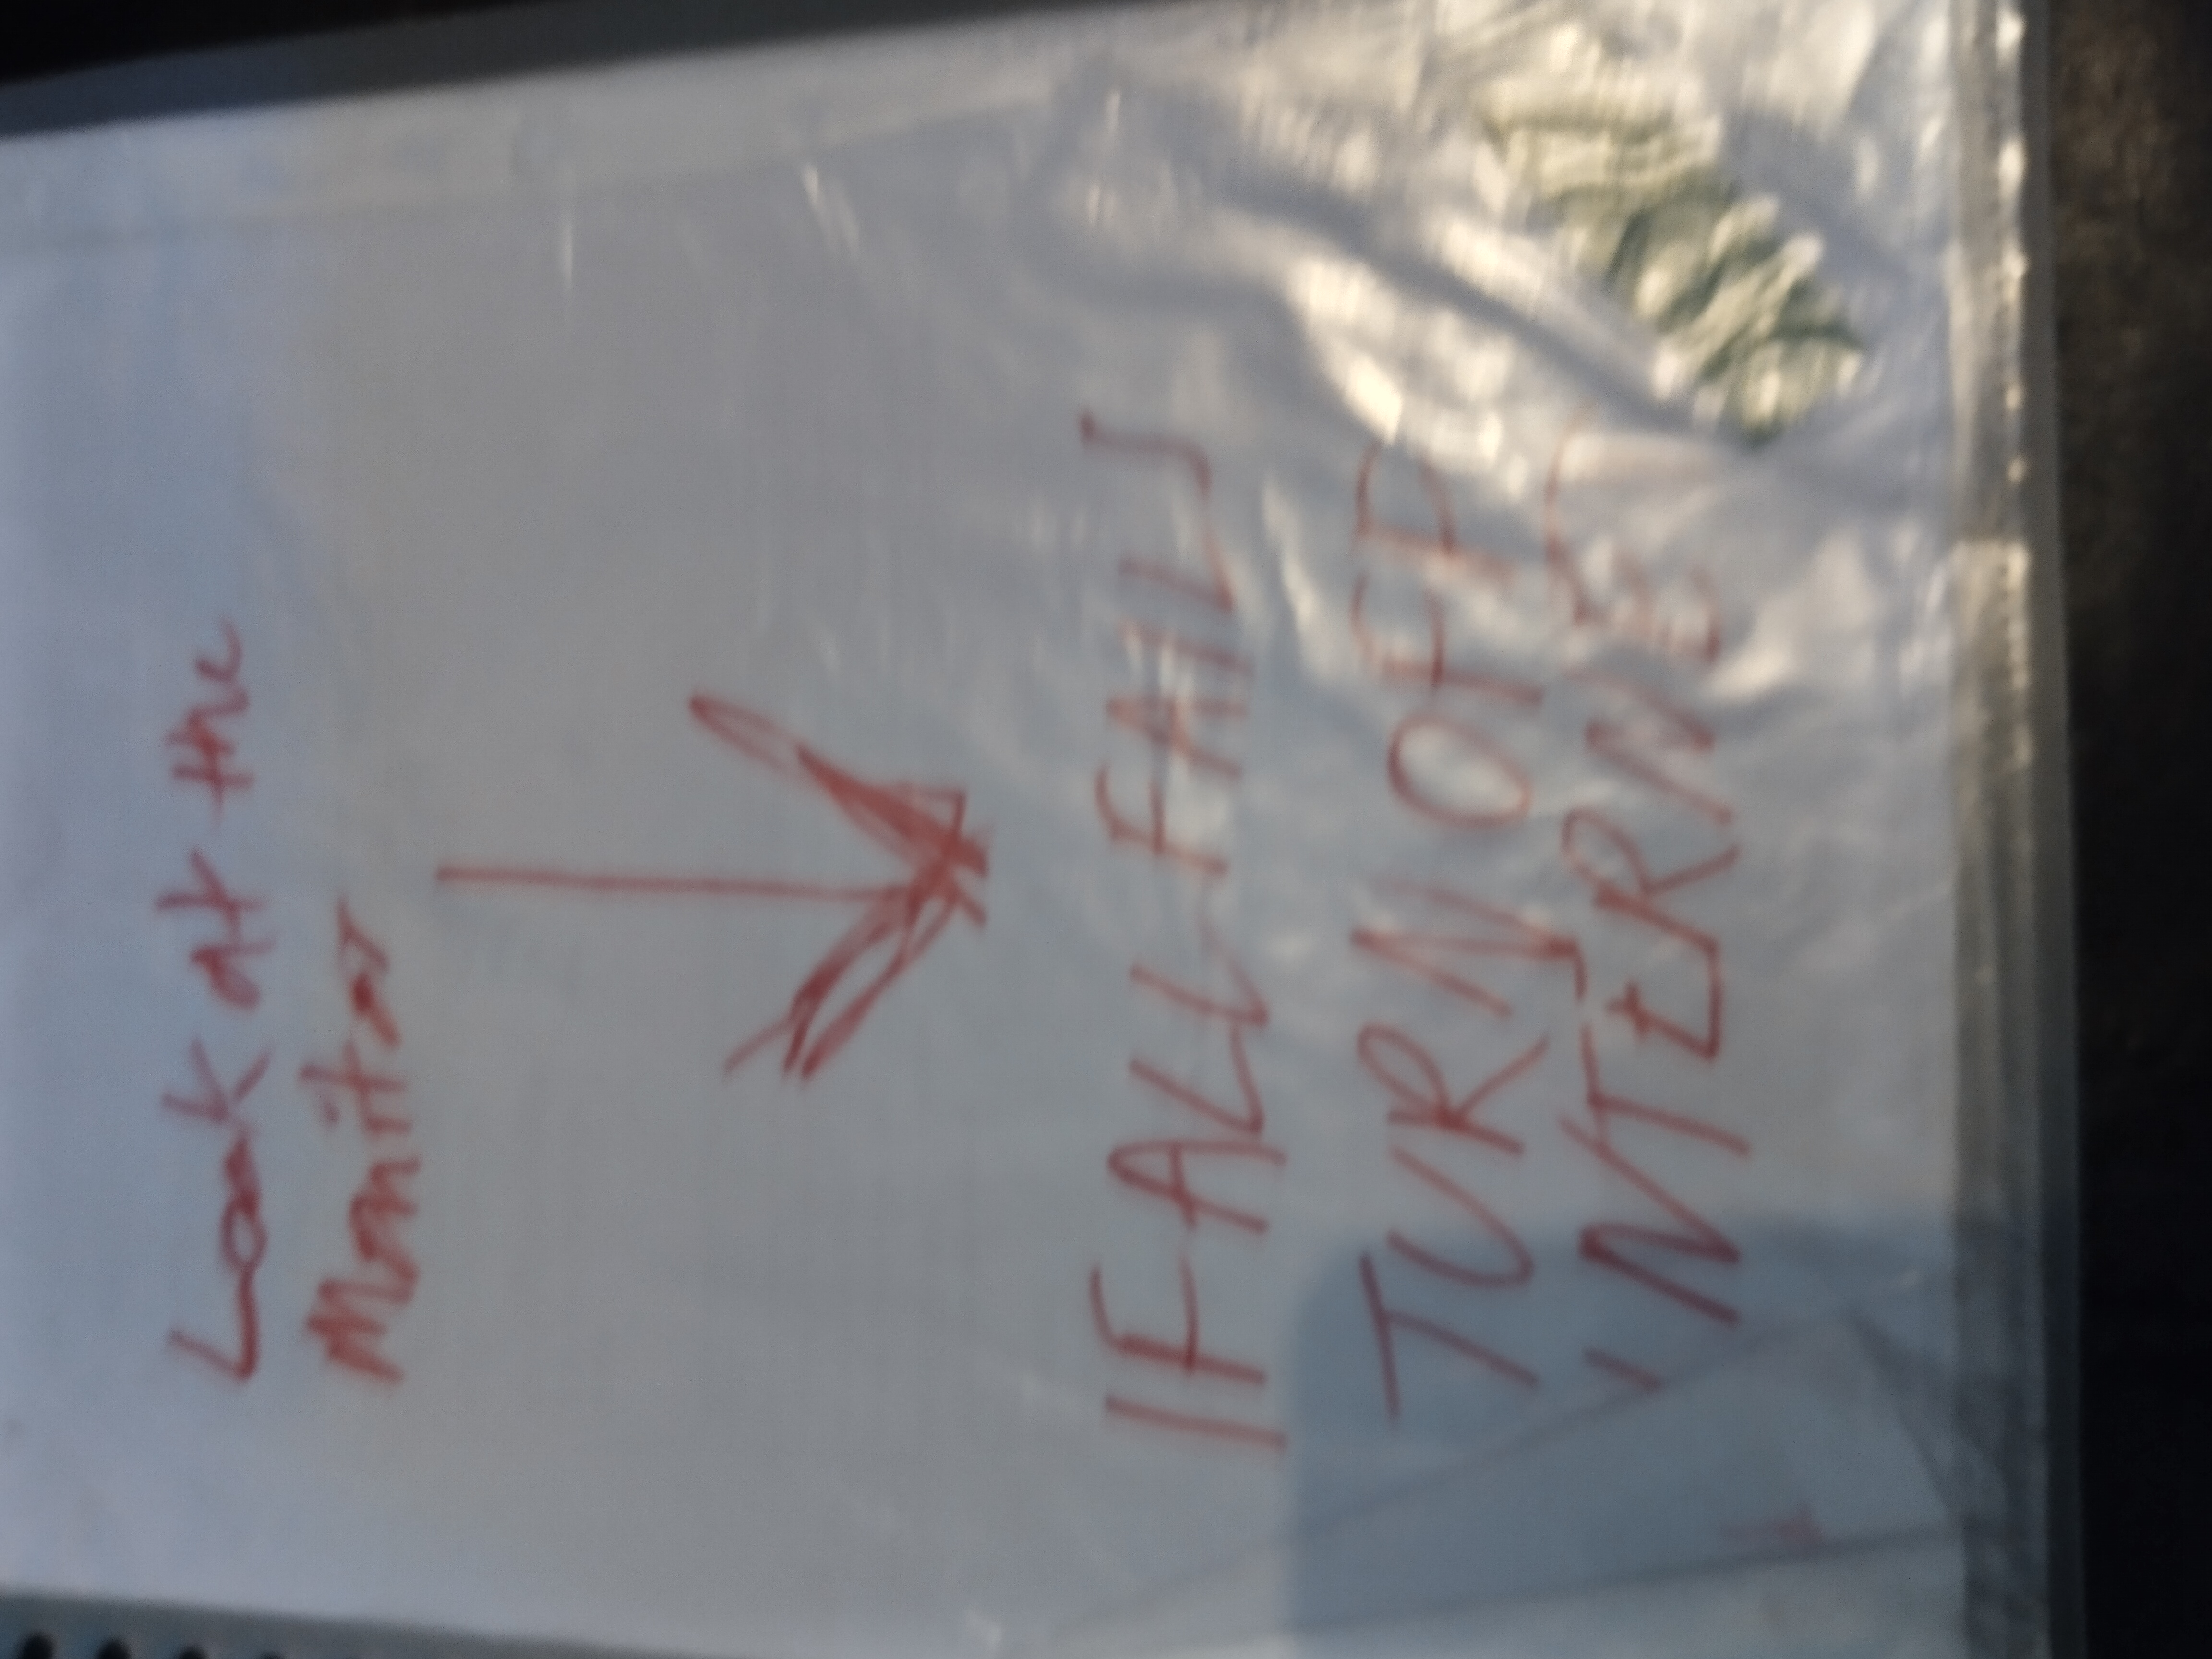 Look at the
Monitor
IF ALL FAILS
TURN OFF
INTERNET